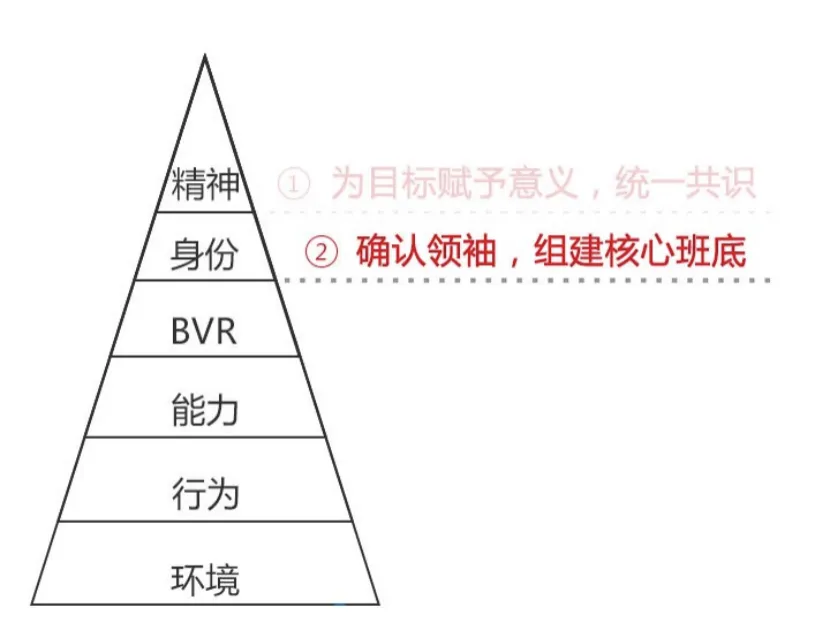 精神
① 为目标赋予意义，统一共识
身份
② 确认领袖，组建核心班底
BVR
能力
行为
环境